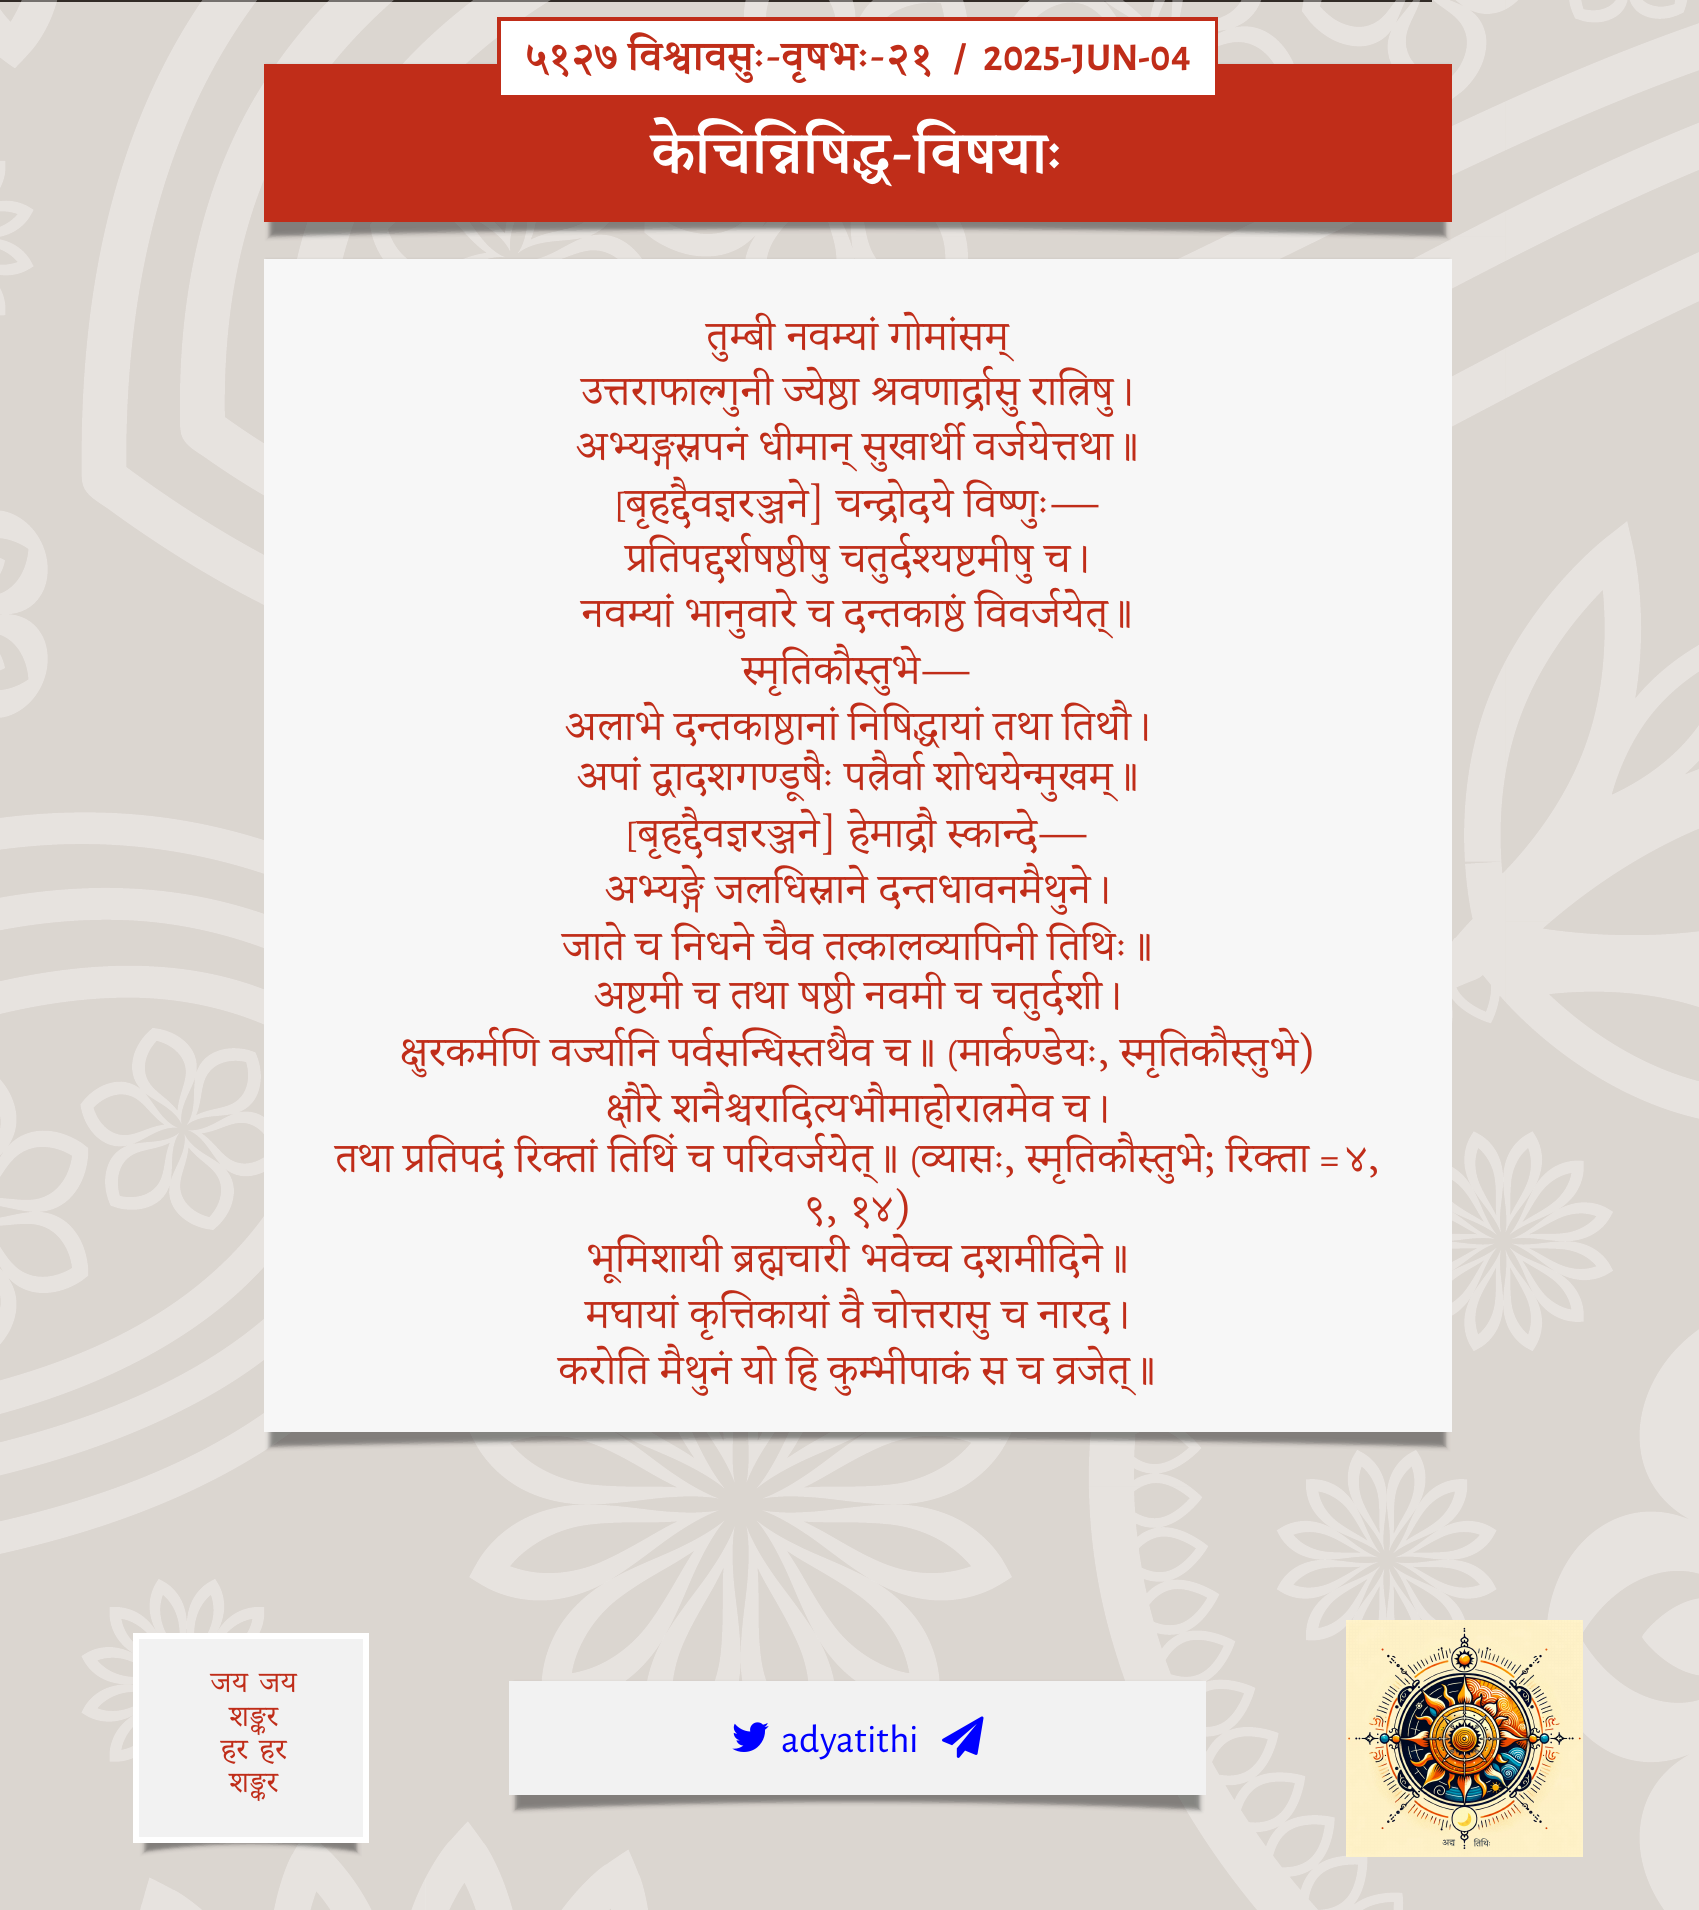 ५१२७ विश्वावसुः-वृषभः-२१ / 2025-JUN-04
केचिन्निषिद्ध-विषयाः
तुम्बी नवम्यां गोमांसम्
उत्तराफाल्गुनी ज्येष्ठा श्रवणार्द्रासु रात्रिषु।
अभ्यङ्गस्नपनं धीमान् सुखार्थी वर्जयेत्तथा॥
[बृहद्दैवज्ञरञ्जने] चन्द्रोदये विष्णुः—
प्रतिपद्दर्शषष्ठीषु चतुर्दश्यष्टमीषु च।
नवम्यां भानुवारे च दन्तकाष्ठं विवर्जयेत्॥
स्मृतिकौस्तुभे—
अलाभे दन्तकाष्ठानां निषिद्धायां तथा तिथौ।
अपां द्वादशगण्डूषैः पत्रैर्वा शोधयेन्मुखम्॥
[बृहद्दैवज्ञरञ्जने] हेमाद्रौ स्कान्दे—
अभ्यङ्गे जलधिस्नाने दन्तधावनमैथुने।
जाते च निधने चैव तत्कालव्यापिनी तिथिः॥
अष्टमी च तथा षष्ठी नवमी च चतुर्दशी।
क्षुरकर्मणि वर्ज्यानि पर्वसन्धिस्तथैव च॥ (मार्कण्डेयः, स्मृतिकौस्तुभे)
क्षौरे शनैश्चरादित्यभौमाहोरात्रमेव च।
तथा प्रतिपदं रिक्तां तिथिं च परिवर्जयेत्॥ (व्यासः, स्मृतिकौस्तुभे; रिक्ता = ४,
९, १४)
भूमिशायी ब्रह्मचारी भवेच्च दशमीदिने॥
मघायां कृत्तिकायां वै चोत्तरासु च नारद।
करोति मैथुनं यो हि कुम्भीपाकं स च व्रजेत्॥
जय जय
शङ्कर
हर हर
शङ्कर
adyatithi
अद्य तिथिः